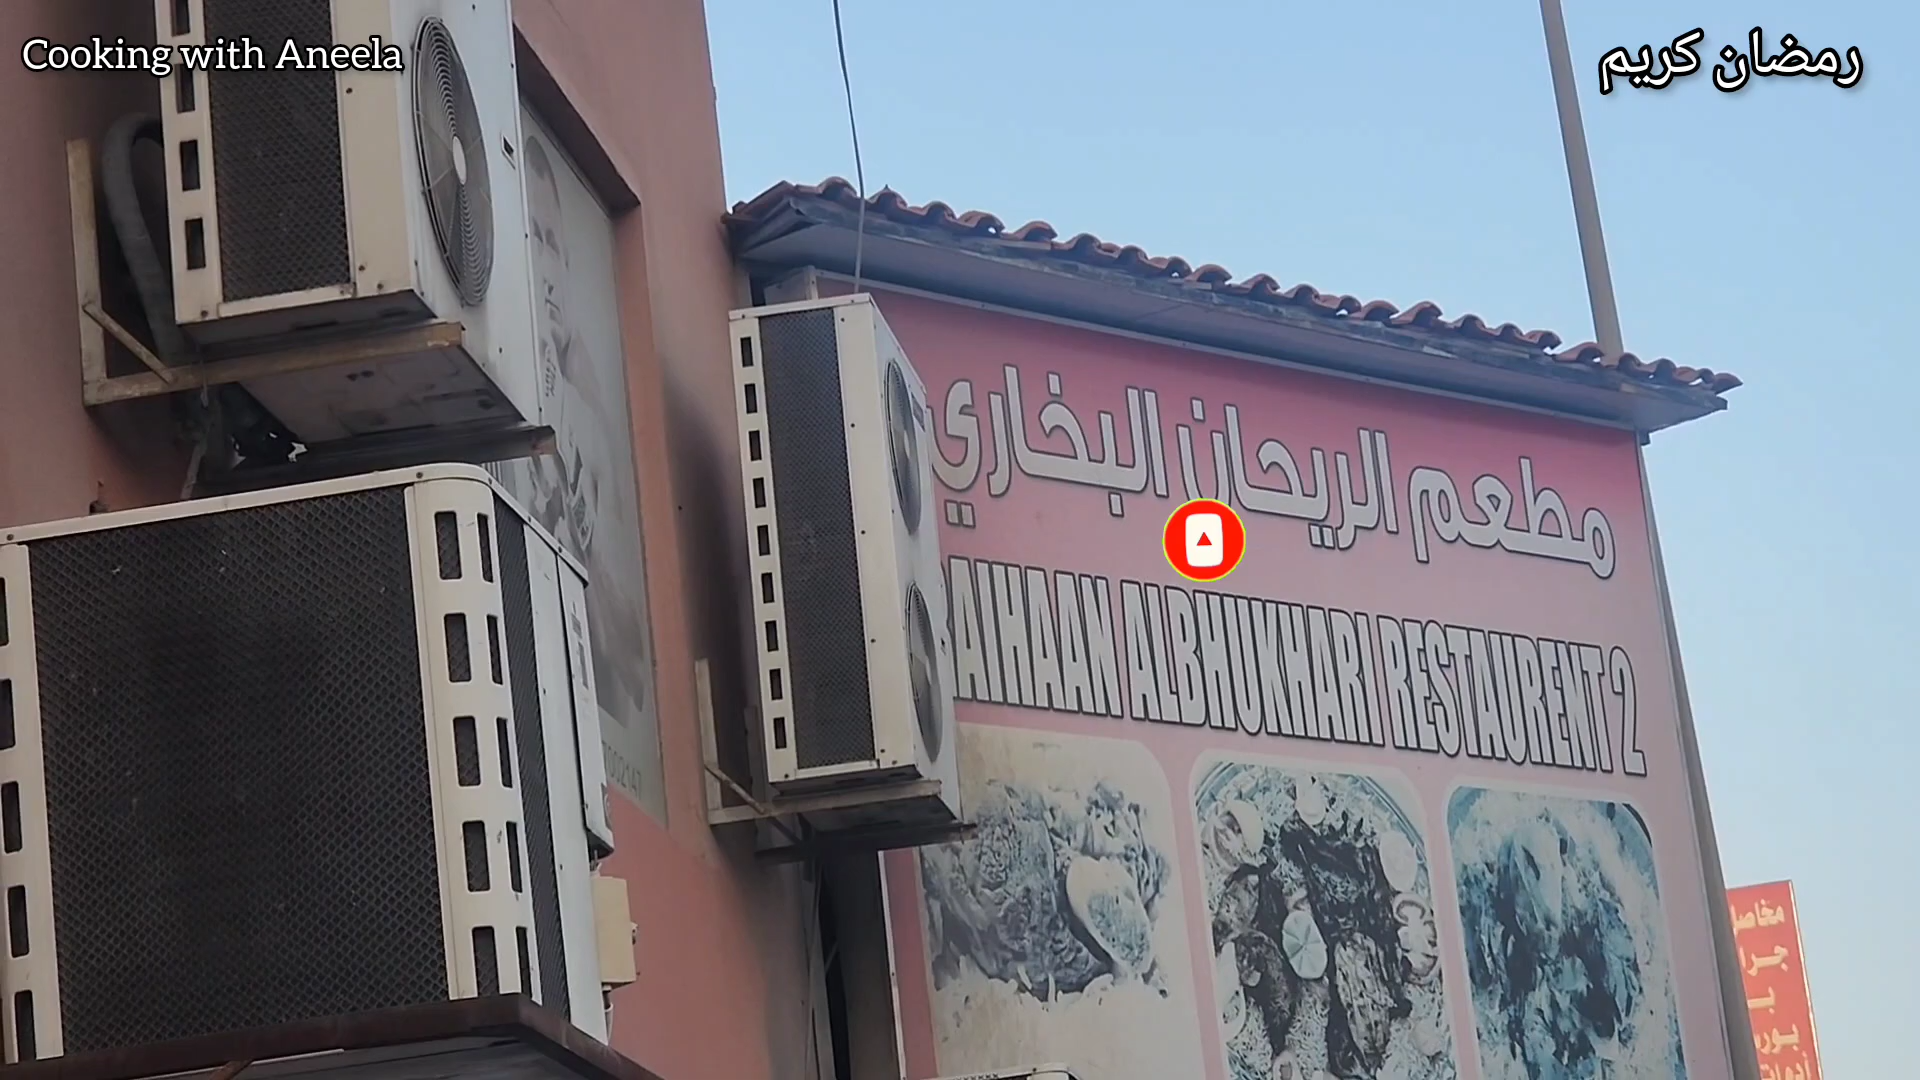 Cooking with Aneela
رمضان كريم
مطعم الريحان البخاري
AIHAAN ALBHUKHARI RESTAURENT 2